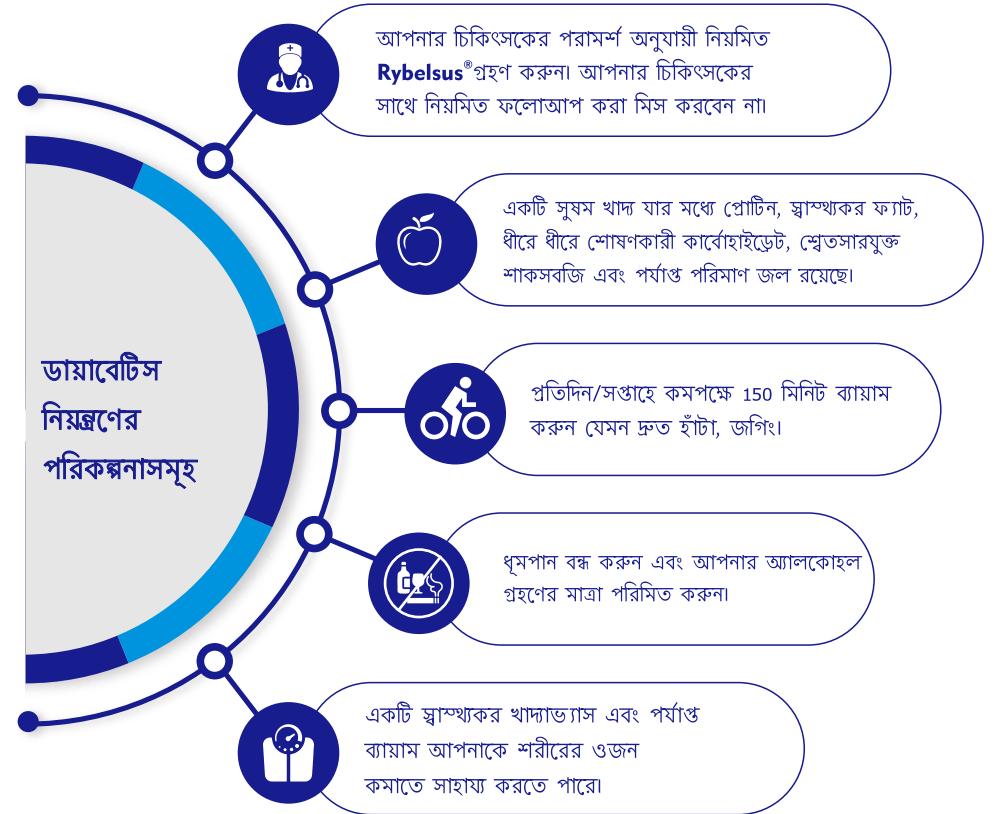 আপনার চিকিৎসকের পরামর্শ অনুযায়ী নিয়মিত
Rybelsus® গ্রহণ করুন। আপনার চিকিৎসকের
সাথে নিয়মিত ফলোআপ করা মিস করবেন না।
একটি সুষম খাদ্য যার মধ্যে প্রোটিন, স্বাস্থ্যকর ফ্যাট,
ধীরে ধীরে শোষণকারী কার্বোহাইড্রেট, শ্বেতসারযুক্ত
শাকসবজি এবং পর্যাপ্ত পরিমাণ জল রয়েছে।
ডায়াবেটিস
নিয়ন্ত্রণের
পরিকল্পনাসমূহ
প্রতিদিন/সপ্তাহে কমপক্ষে 150 মিনিট ব্যায়াম
করুন যেমন দ্রুত হাঁটা, জগিং।
ধূমপান বন্ধ করুন এবং আপনার অ্যালকোহল
গ্রহণের মাত্রা পরিমিত করুন।
একটি স্বাস্থ্যকর খাদ্যাভ্যাস এবং পর্যাপ্ত
ব্যায়াম আপনাকে শরীরের ওজন
কমাতে সাহায্য করতে পারে।